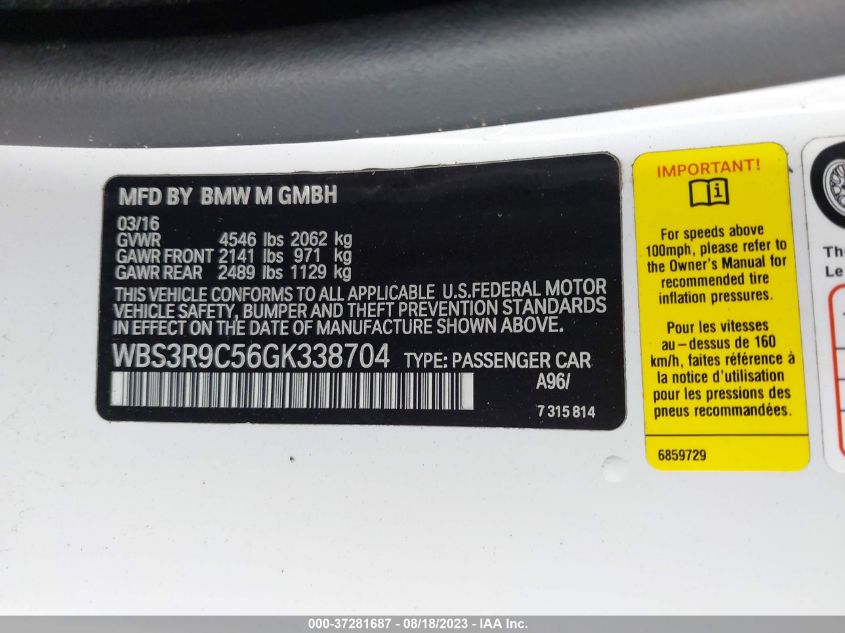 MFD BY BMW M GMBH
03/16
GVWR 4546 lbs 2062 kg
GAWR FRONT 2141 lbs 971 kg
GAWR REAR 2489 lbs 1129 kg
THIS VEHICLE CONFORMS TO ALL APPLICABLE U.S.FEDERAL MOTOR
VEHICLE SAFETY, BUMPER AND THEFT PREVENTION STANDARDS
IN EFFECT ON THE DATE OF MANUFACTURE SHOWN ABOVE.
WBS3R9C56GK338704 TYPE: PASSENGER CAR
A96/
7 315 814
IMPORTANT!
For speeds above
100mph, please refer to
the Owner's Manual for
recommended tire
inflation pressures.
Pour les vitesses
au-dessus de 160
km/h, faites référence à
la notice d'utilisation
pour les pressions des
pneus recommandées.
6859729
The
Le
000-37281687 - 08/18/2023 - IAA Inc.